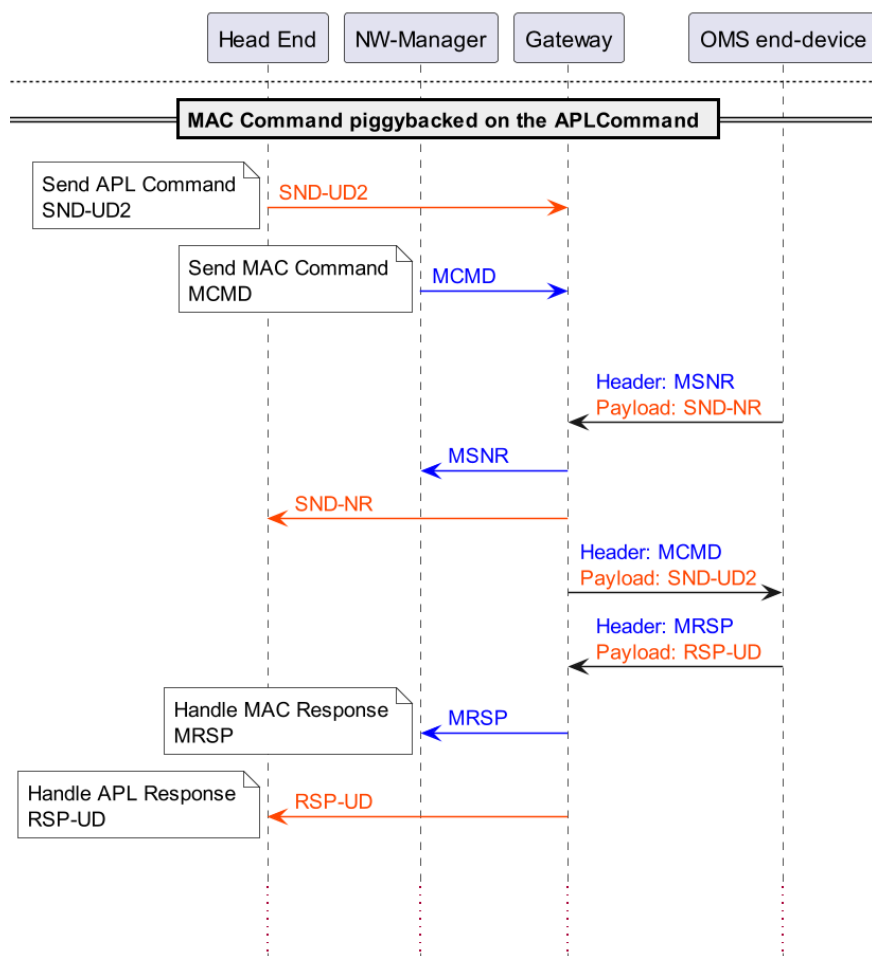 Head End
NW-Manager
Gateway
OMS end-device
MAC Command piggybacked on the APLCommand
Send APL Command
SND-UD2
SND-UD2
Send MAC Command
MCMD
MCMD
Header: MSNR
Payload: SND-NR
MSNR
SND-NR
Header: MCMD
Payload: SND-UD2
Header: MRSP
Payload: RSP-UD
Handle MAC Response
MRSP
MRSP
Handle APL Response
RSP-UD
RSP-UD